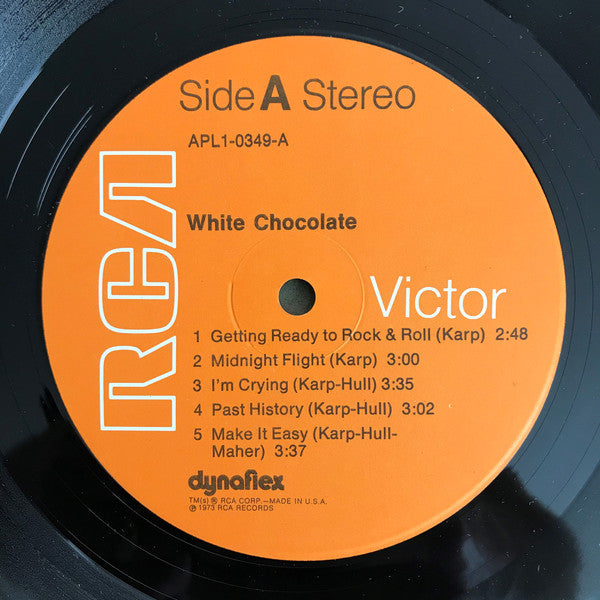 Side A Stereo
APL1-0349-A
RCA
White Chocolate
Victor
1 Getting Ready to Rock & Roll (Karp) 2:48
2 Midnight Flight (Karp) 3:00
3 I'm Crying (Karp-Hull) 3:35
4 Past History (Karp-Hull) 3:02
5 Make It Easy (Karp-Hull-
Maher) 3:37
dynaflex
TM(s) ® RCA CORP.—MADE IN U.S.A.
℗ 1973 RCA RECORDS